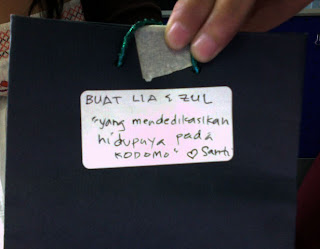 BUAT LIA & ZUL
"yang mendedikasikan
hidupnya pada
KODOMO" ♡ Santi